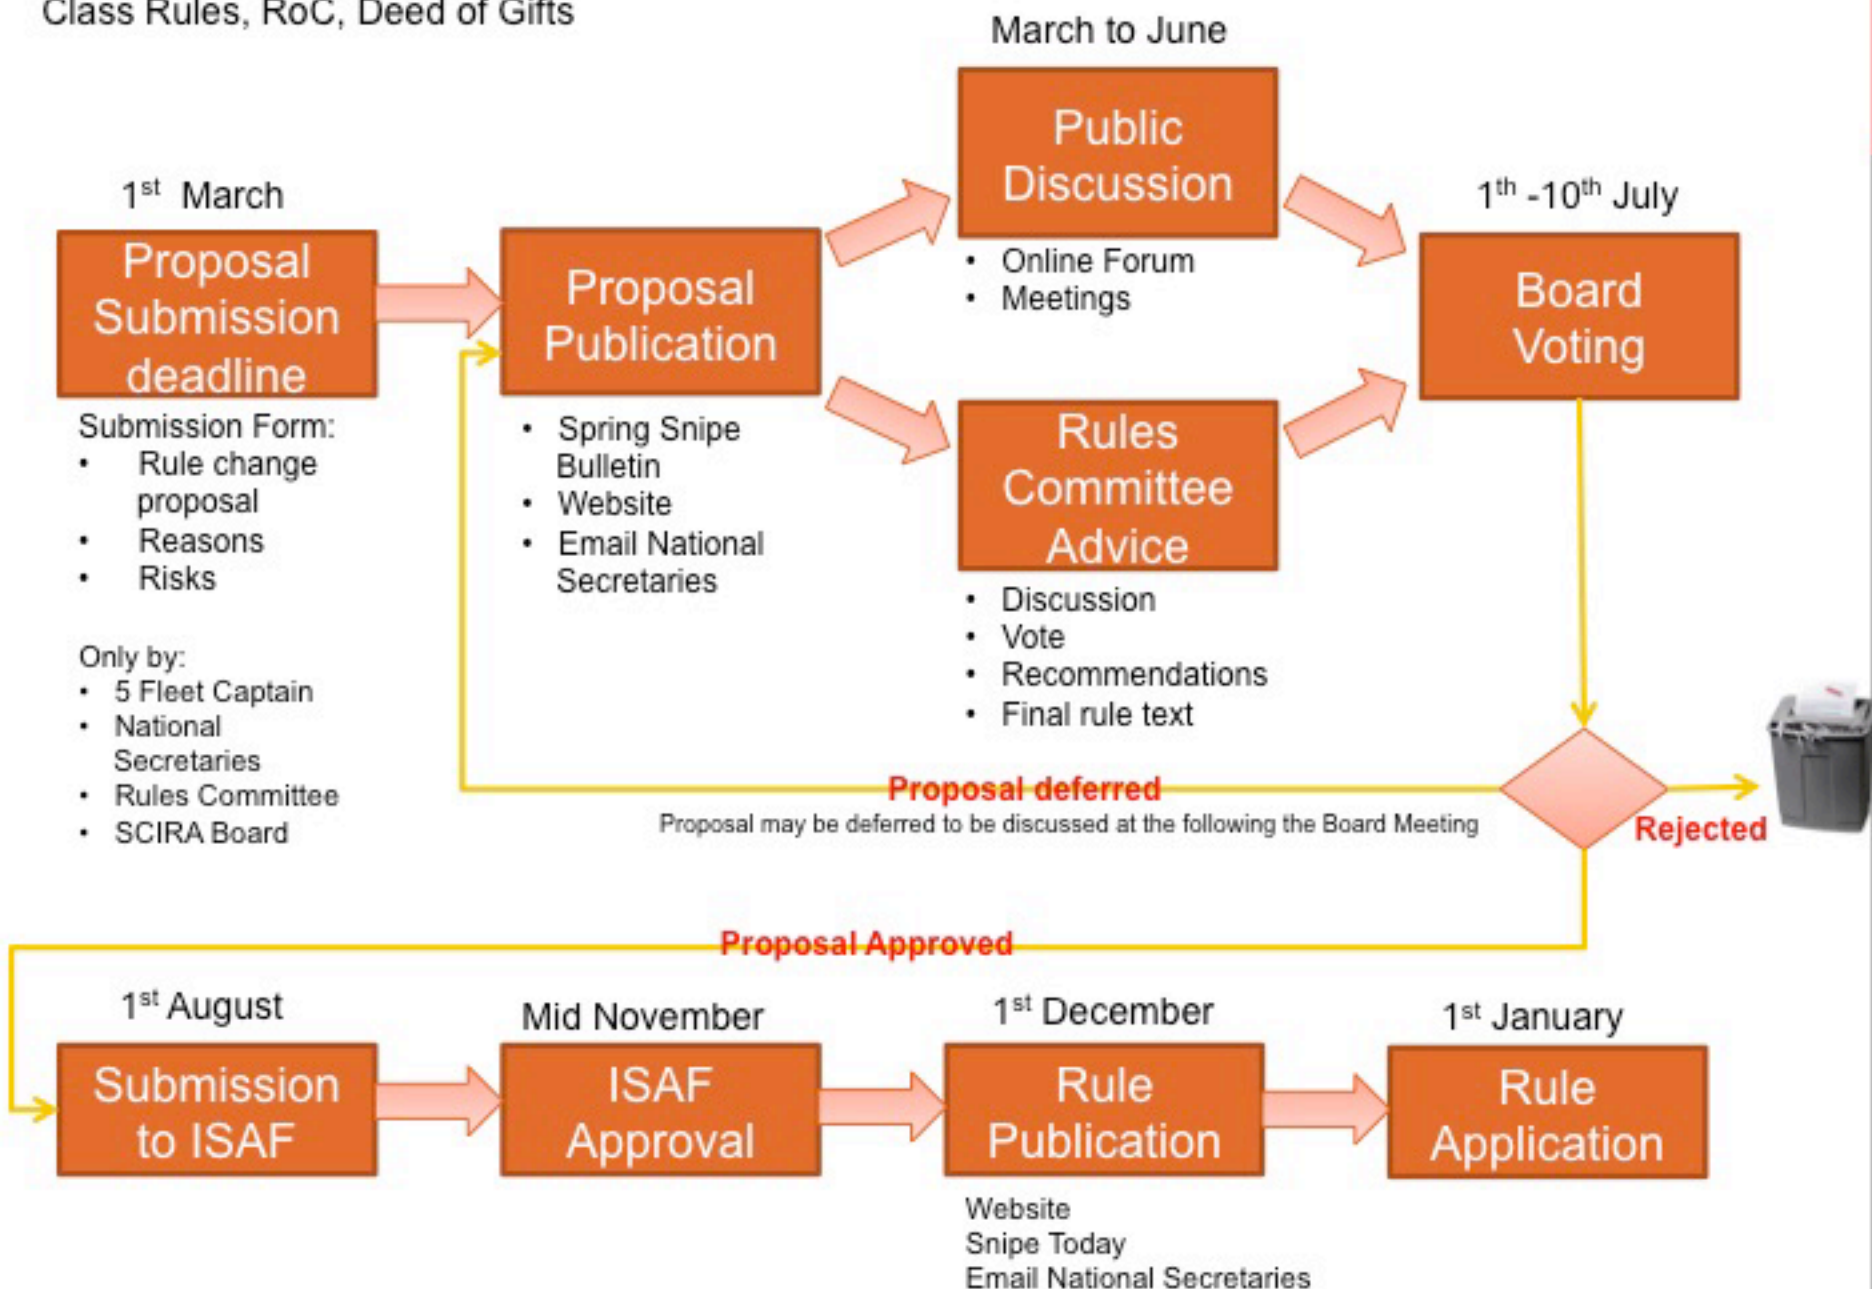 Class Rules, RoC, Deed of Gifts
March to June
Public
Discussion
1st March
1th -10th July
Proposal
Submission
deadline
Proposal
Publication
• Online Forum
• Meetings
Board
Voting
Submission Form:
• Rule change
proposal
• Reasons
• Risks
• Spring Snipe
Bulletin
• Website
• Email National
Secretaries
Rules
Committee
Advice
• Discussion
• Vote
• Recommendations
• Final rule text
Only by:
• 5 Fleet Captain
• National
Secretaries
• Rules Committee
• SCIRA Board
Proposal deferred
Proposal may be deferred to be discussed at the following the Board Meeting
Rejected
Proposal Approved
1st August
Mid November
1st December
1st January
Submission
to ISAF
ISAF
Approval
Rule
Publication
Rule
Application
Website
Snipe Today
Email National Secretaries